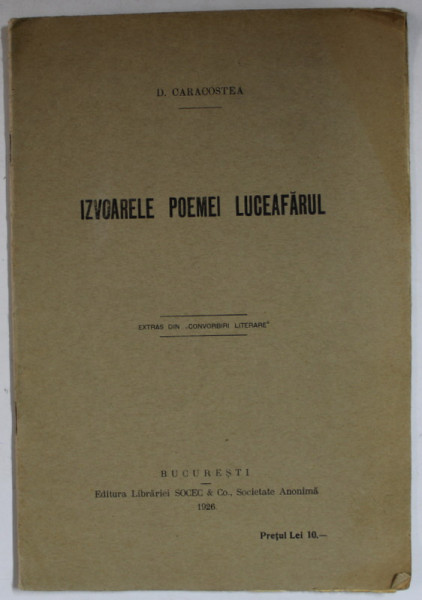 D. CARACOSTEA
IZVOARELE POEMEI LUCEAFĂRUL
EXTRAS DIN „CONVORBIRI LITERARE"
BUCUREȘTI
Editura Librăriei SOCEC & Co., Societate Anonimă
1926
Prețul Lei 10.—